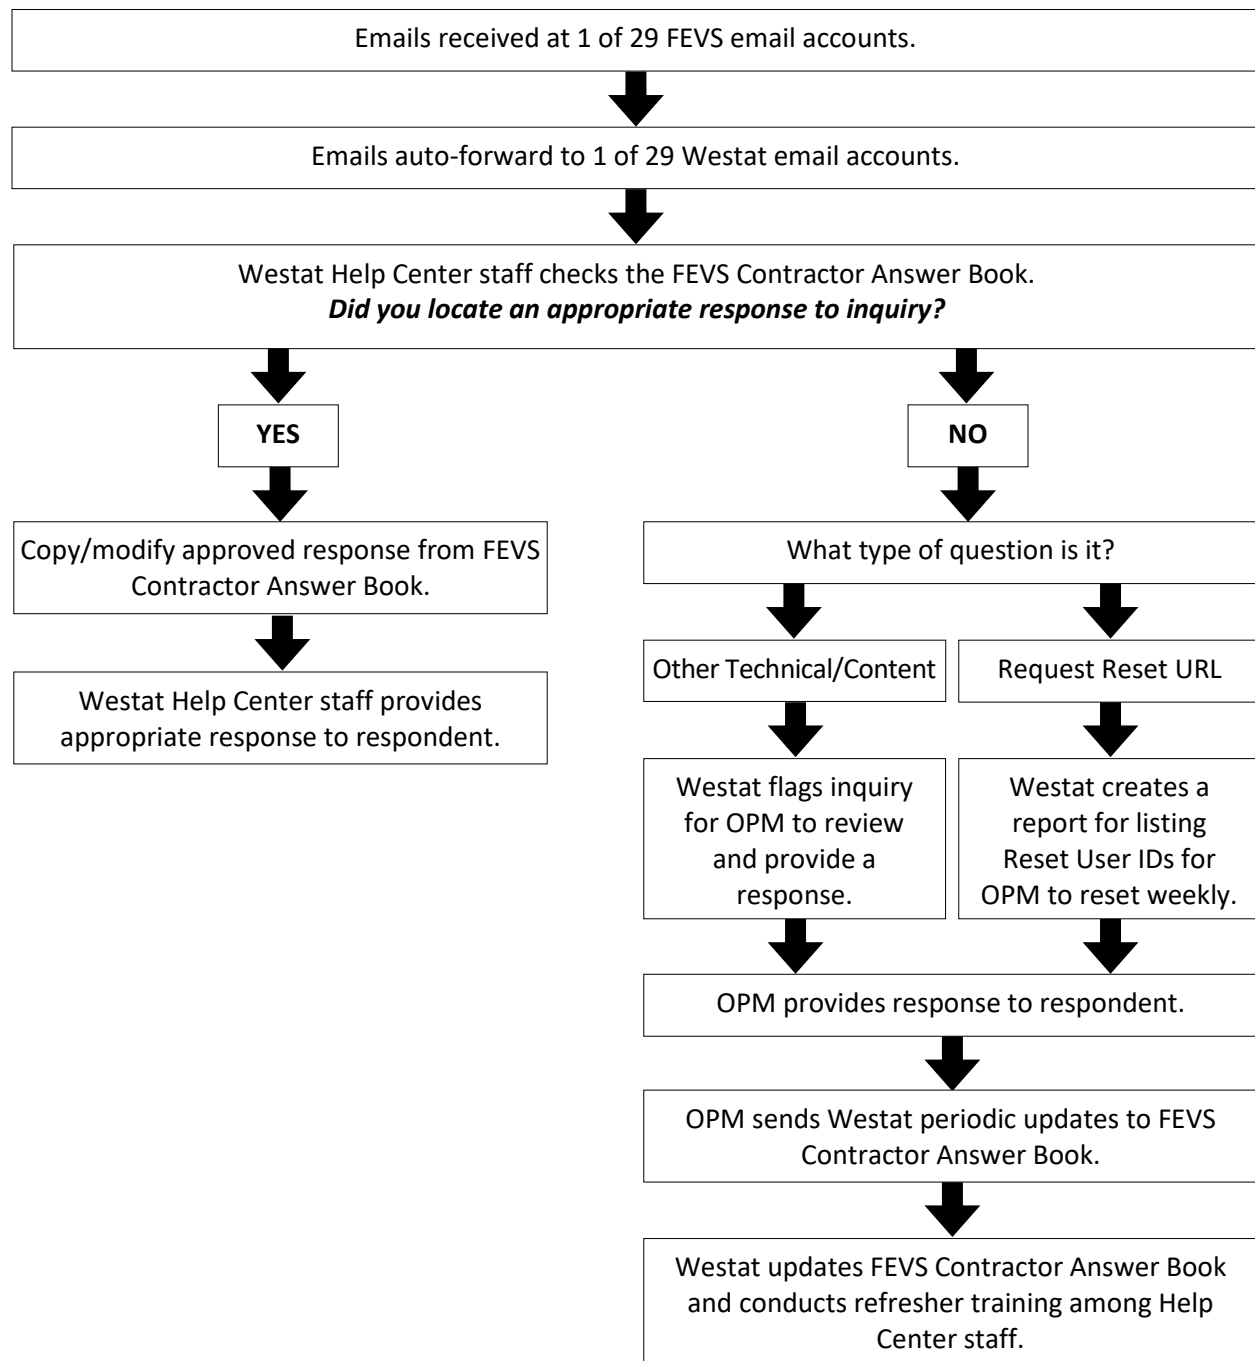 Emails received at 1 of 29 FEVS email accounts.
Emails auto-forward to 1 of 29 Westat email accounts.
Westat Help Center staff checks the FEVS Contractor Answer Book.
Did you locate an appropriate response to inquiry?
YES
NO
Copy/modify approved response from FEVS
Contractor Answer Book.
Westat Help Center staff provides
appropriate response to respondent.
What type of question is it?
Other Technical/Content
Request Reset URL
Westat flags inquiry
for OPM to review
and provide a
response.
Westat creates a
report for listing
Reset User IDs for
OPM to reset weekly.
OPM provides response to respondent.
OPM sends Westat periodic updates to FEVS
Contractor Answer Book.
Westat updates FEVS Contractor Answer Book
and conducts refresher training among Help
Center staff.